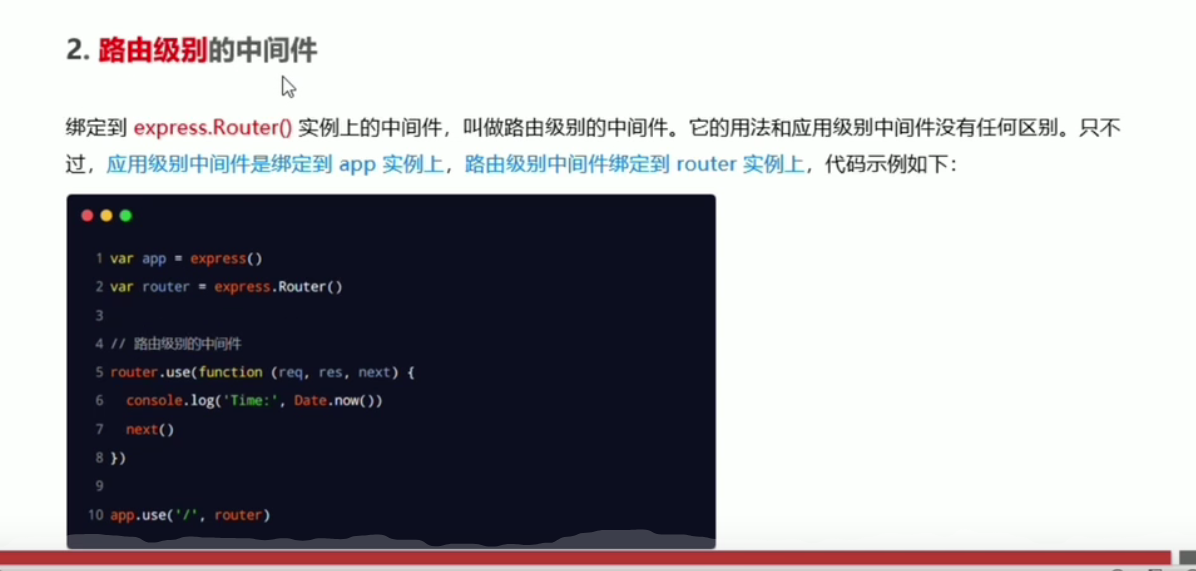 2. 路由级别的中间件
绑定到 express.Router() 实例上的中间件，叫做路由级别的中间件。它的用法和应用级别中间件没有任何区别。只不
过，应用级别中间件是绑定到 app 实例上，路由级别中间件绑定到 router 实例上，代码示例如下：
1 var app = express()
2 var router = express.Router()
3
4 // 路由级别的中间件
5 router.use(function (req, res, next) {
6   console.log('Time:', Date.now())
7   next()
8 })
9
10 app.use('/', router)